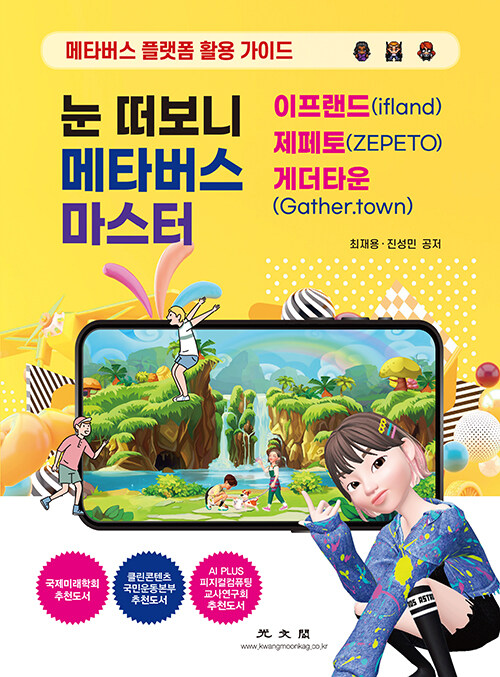 메타버스 플랫폼 활용 가이드
눈 떠보니
메타버스
마스터
이프랜드(ifland)
제페토(ZEPETO)
게더타운
(Gather.town)
최재용·진성민 공저
국제미래학회
추천도서
클린콘텐츠
국민운동본부
추천도서
AI PLUS
피지컬컴퓨팅
교사연구회
추천도서
光文閣
www.kwangmoonkag.co.kr